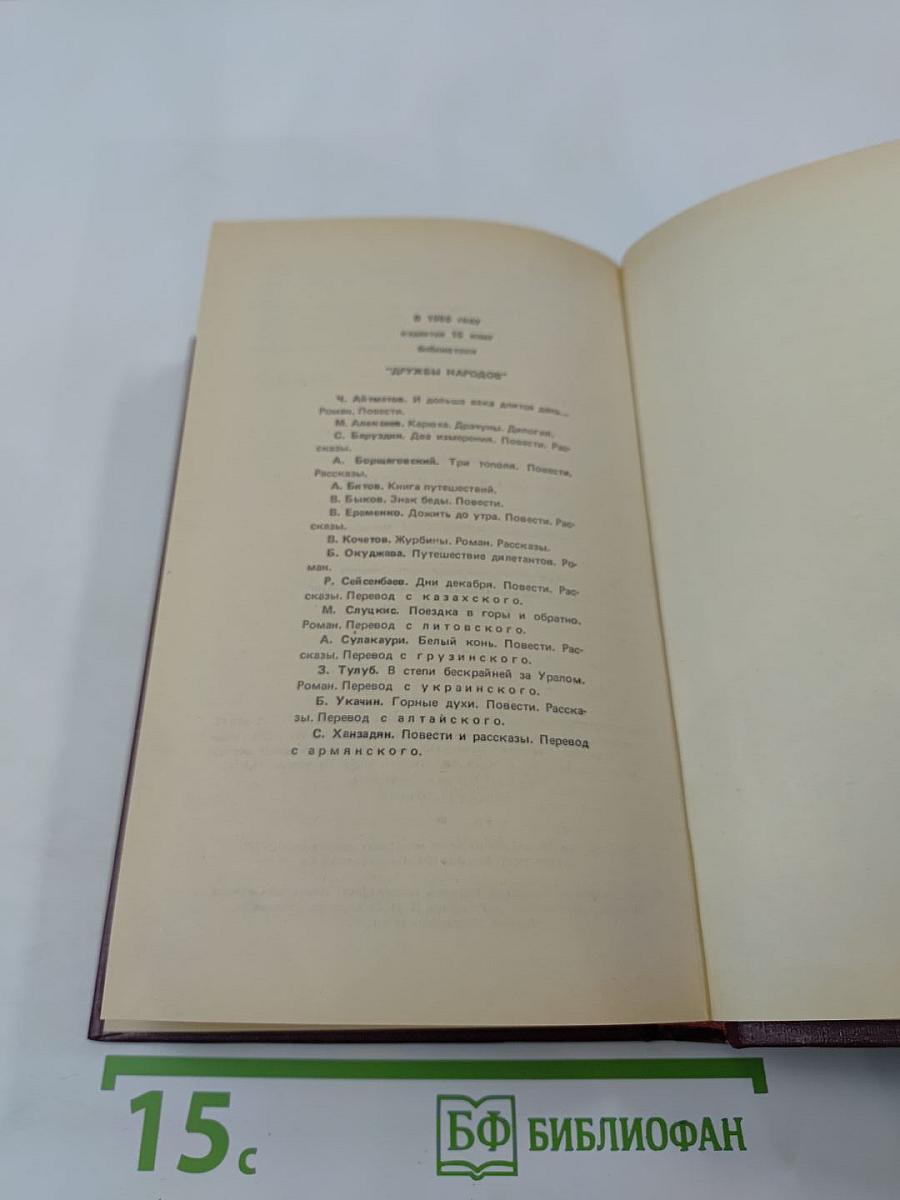 В 1986 году
издается 15 книг
библиотеки
"ДРУЖБЫ НАРОДОВ"
Ч. Айтматов. И дольше века длится день...
Роман. Повести.
М. Алексеев. Карюха. Драчуны. Дилогия.
С. Баруздин. Два измерения. Повести. Рас-
сказы.
А. Борщаговский. Три тополя. Повести.
Рассказы.
А. Битов. Книга путешествий.
В. Быков. Знак беды. Повести.
В. Еременко. Дожить до утра. Повести. Рас-
сказы.
В. Кочетов. Журбины. Роман. Рассказы.
Б. Окуджава. Путешествие дилетантов. Ро-
ман.
Р. Сейсенбаев. Дни декабря. Повести. Рас-
сказы. Перевод с казахского.
М. Слуцкис. Поездка в горы и обратно.
Роман. Перевод с литовского.
А. Сулакаури. Белый конь. Повести. Рас-
сказы. Перевод с грузинского.
З. Тулуб. В степи бескрайней за Уралом.
Роман. Перевод с украинского.
Б. Укачин. Горные духи. Повести. Расска-
зы. Перевод с алтайского.
С. Ханзадян. Повести и рассказы. Перевод
с армянского.
15 с
БФ БИБЛИОФАН